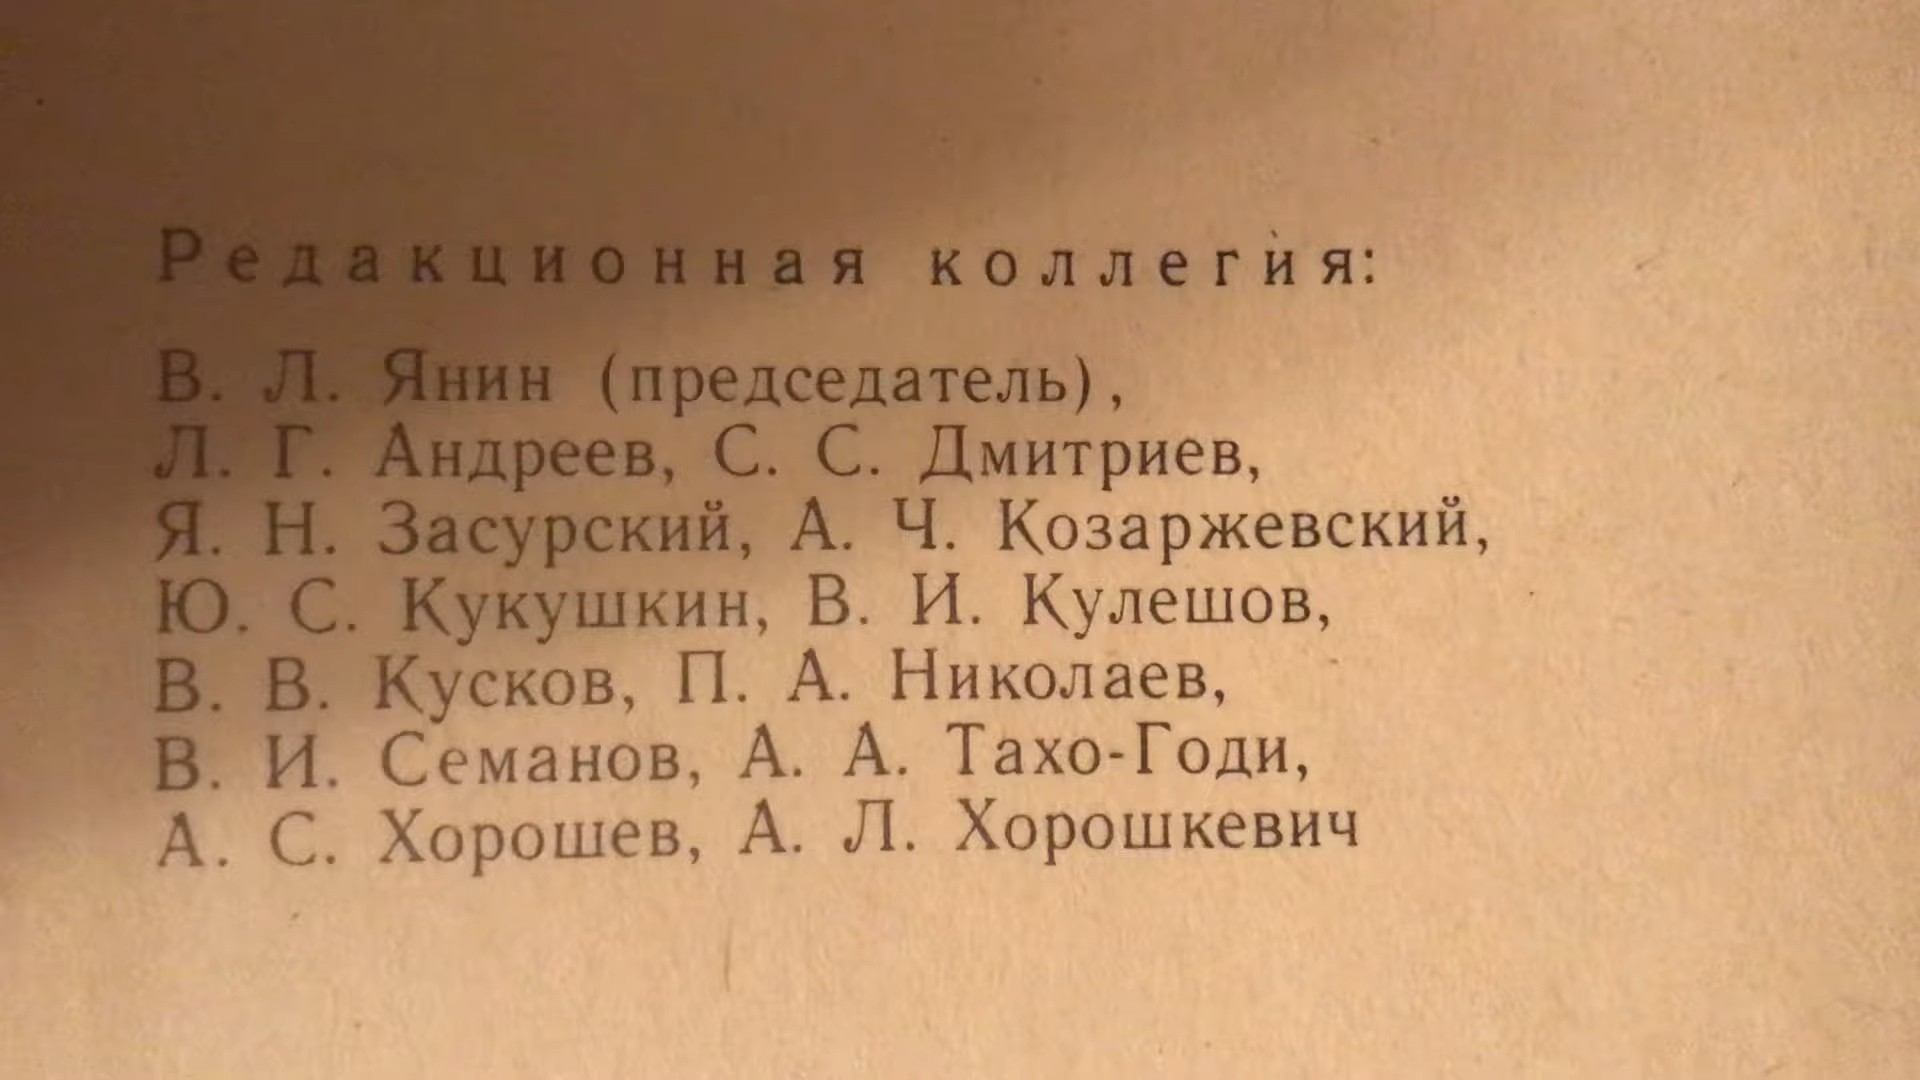 Редакционная коллегия:
В. Л. Янин (председатель),
Л. Г. Андреев, С. С. Дмитриев,
Я. Н. Засурский, А. Ч. Козаржевский,
Ю. С. Кукушкин, В. И. Кулешов,
В. В. Кусков, П. А. Николаев,
В. И. Семанов, А. А. Тахо-Годи,
А. С. Хорошев, А. Л. Хорошкевич